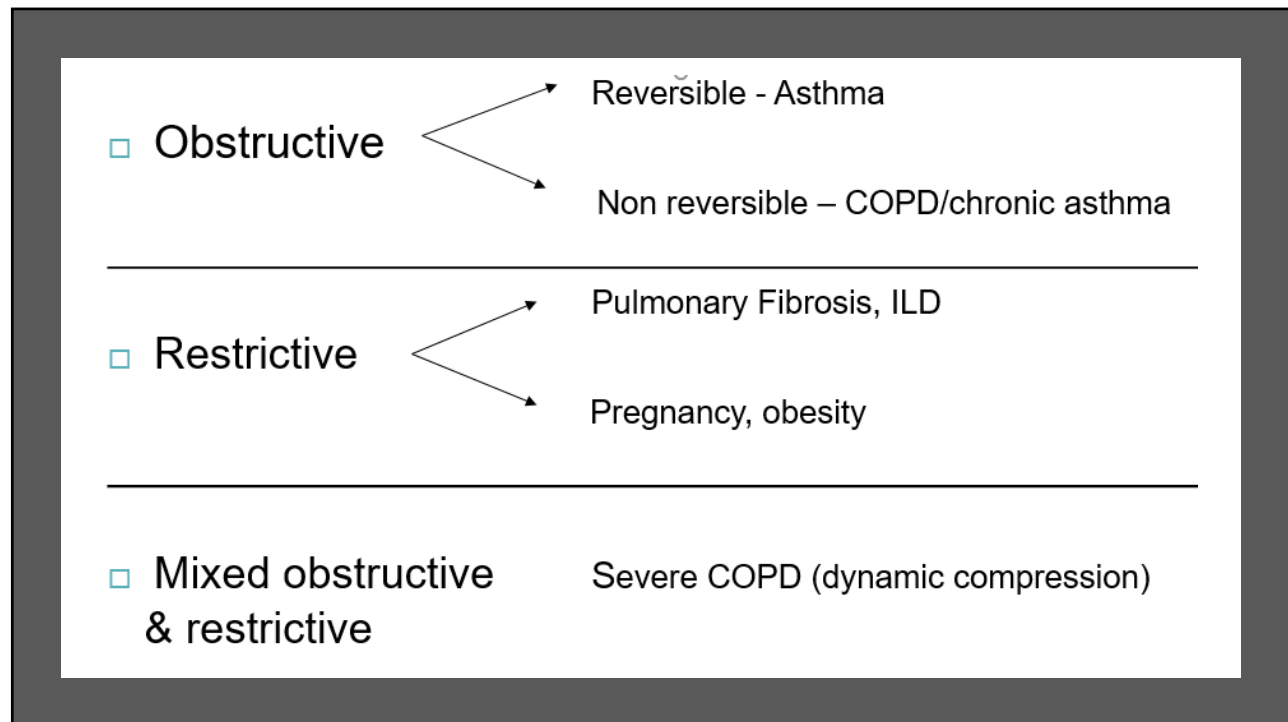 Reversible - Asthma
Obstructive
Non reversible – COPD/chronic asthma
Pulmonary Fibrosis, ILD
Restrictive
Pregnancy, obesity
Mixed obstructive Severe COPD (dynamic compression)
& restrictive